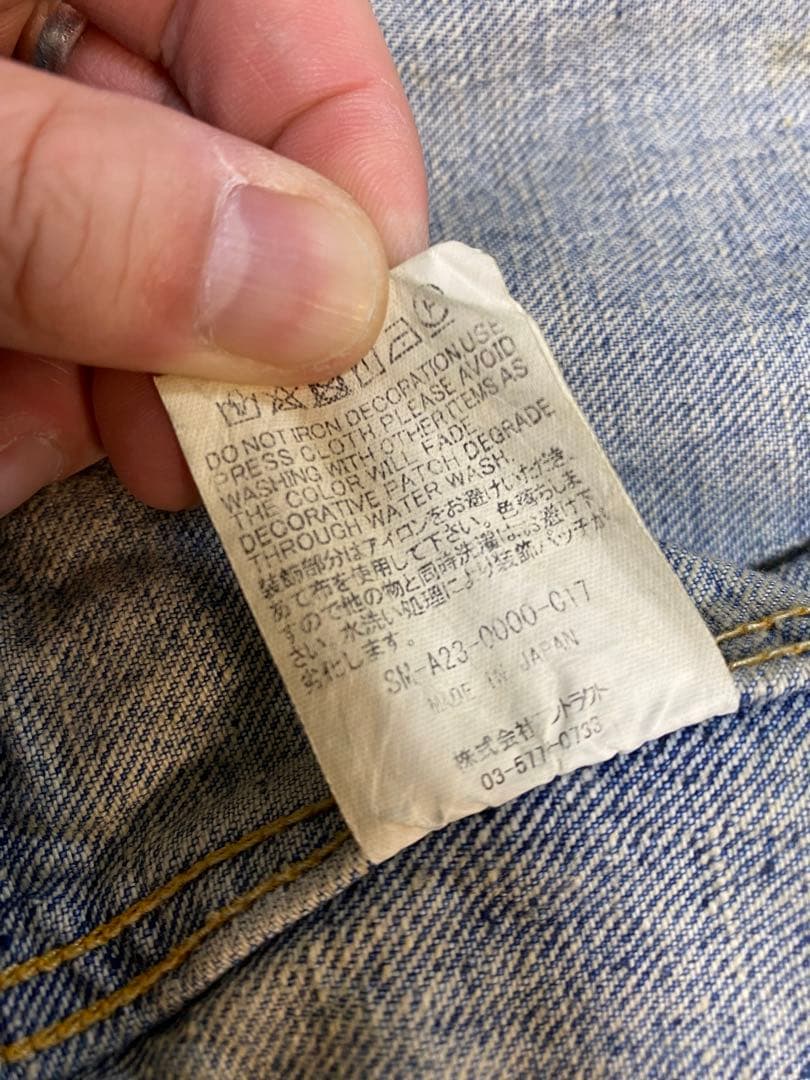 DO NOT IRON DECORATION.USE
PRESS CLOTH.PLEASE AVOID
WASHING WITH OTHER ITEMS AS
THE COLOR WILL FADE.
DECORATIVE PATCH DEGRADE
THROUGH WATER WASH.
装飾部分はアイロンをお避けいただき
あて布を使用して下さい。色落ちしま
すので他の物と同時洗濯はお避け下
さい。水洗い処理により装飾パッチが
劣化します。
SM-A23-0000-C17
MADE IN JAPAN
株式会社
03-577-0733